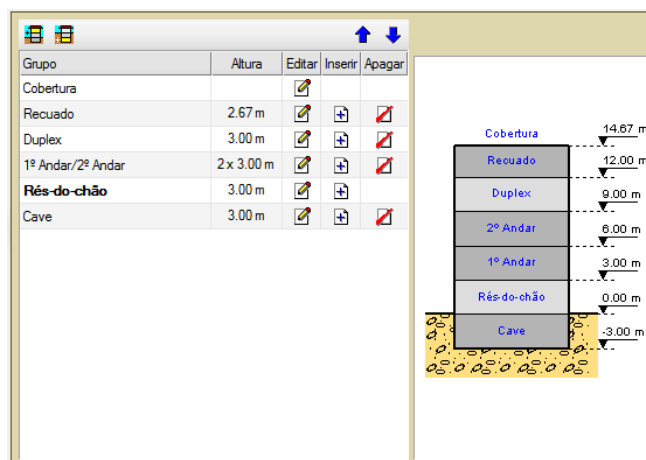 Grupo Altura Editar Inserir Apagar
Cobertura
Recuado 2.67 m
Duplex 3.00 m
1º Andar/2º Andar 2 x 3.00 m
Rés-do-chão 3.00 m
Cave 3.00 m
Cobertura 14.67 m
Recuado 12.00 m
Duplex 9.00 m
2º Andar 6.00 m
1º Andar 3.00 m
Rés-do-chão 0.00 m
Cave -3.00 m